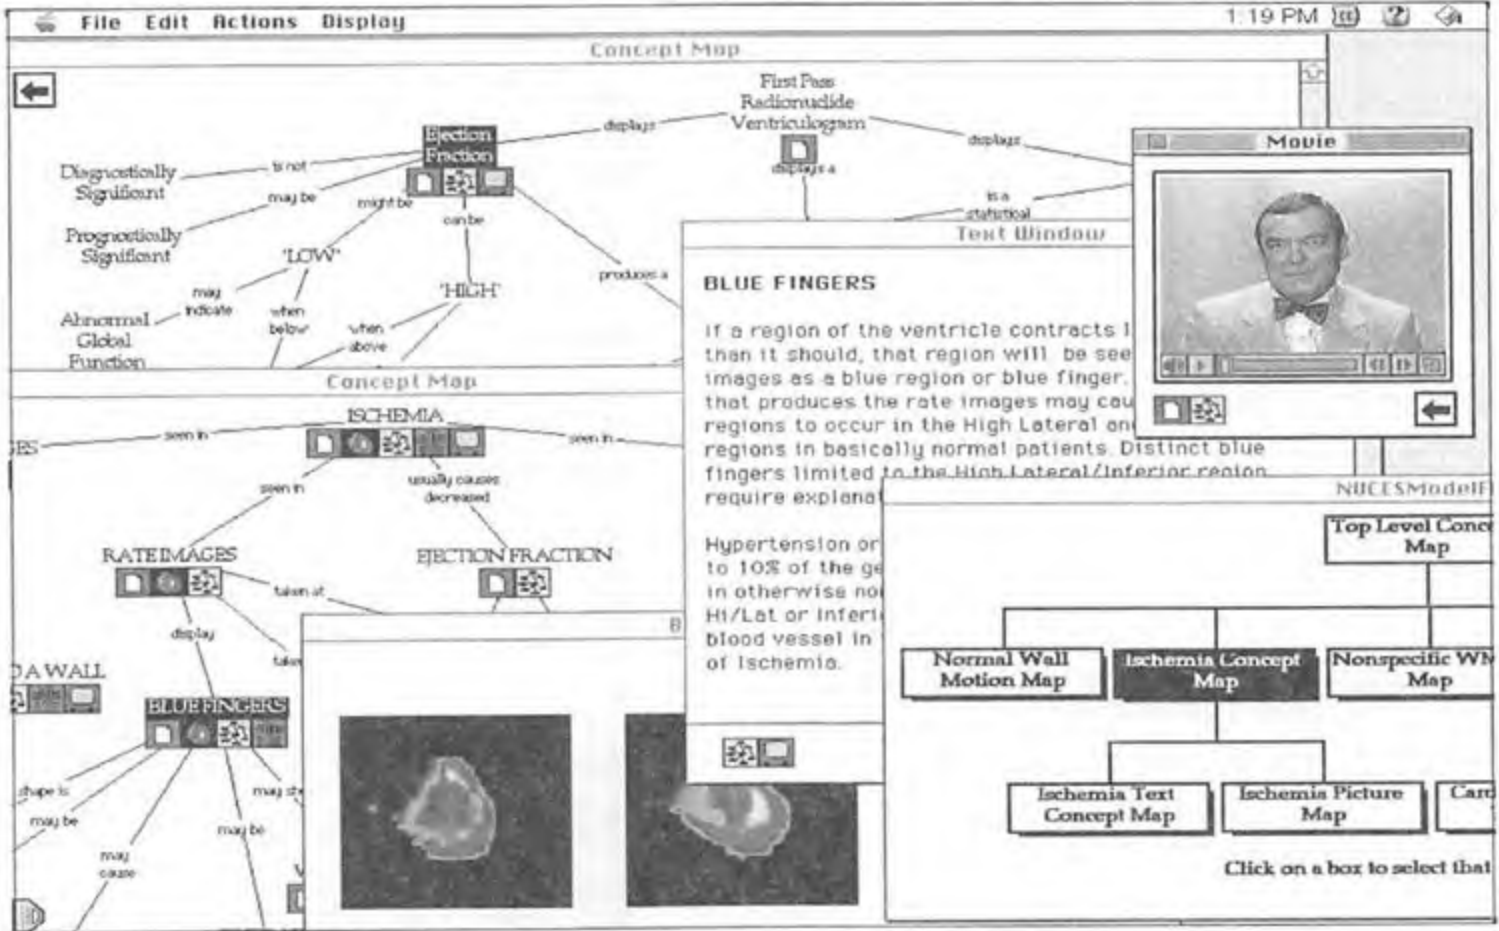 File Edit Actions Display
1:19 PM
Concept Map
First Pass
Radionuclide
Ventriculogram
displays
displays
displays a
is a
statistical
Ejection
Fraction
Diagnostically
Significant
is not
may be
might be
can be
Prognostically
Significant
"LOW"
"HIGH"
produces a
may
indicate
when
below
when
above
Abnormal
Global
Function
Movie
Text Window
BLUE FINGERS
If a region of the ventricle contracts l
than it should, that region will be see
images as a blue region or blue finger.
that produces the rate images may cau
regions to occur in the High Lateral and
regions in basically normal patients. Distinct blue
fingers limited to the High Lateral/Inferior region
require explanat
Hypertension or
to 10% of the ge
in otherwise no
Hi/Lat or Inferi
blood vessel in
of Ischemia.
Concept Map
ISCHEMIA
GES
seen in
seen in
seen in
usually causes
decreased
RATE IMAGES
EJECTION FRACTION
taken at
display
take
D A WALL
BLUE FINGERS
shape is
may be
may
cause
may be
may sh
V
B
NUCESModelF
Top Level Conc
Map
Normal Wall
Motion Map
Ischemia Concept
Map
Nonspecific WM
Map
Ischemia Text
Concept Map
Ischemia Picture
Map
Card
Click on a box to select that